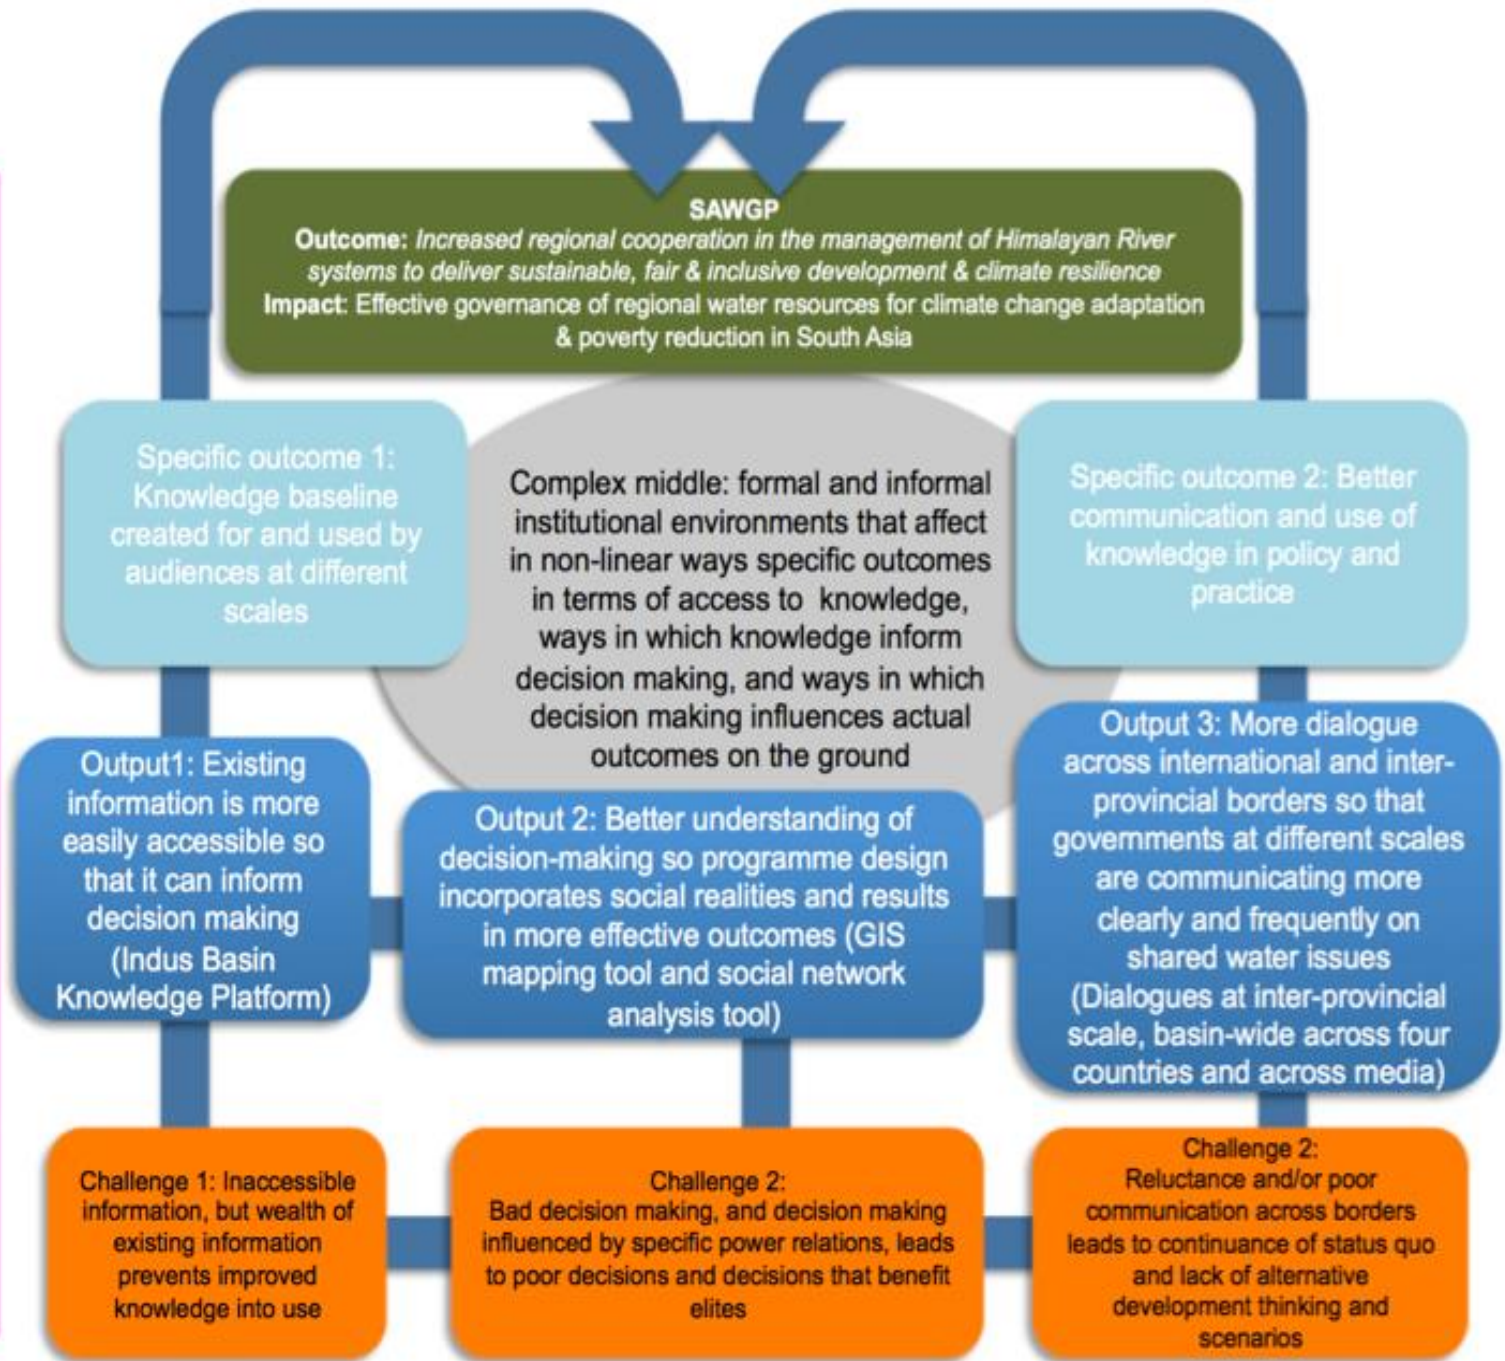 SAWGP
Outcome: Increased regional cooperation in the management of Himalayan River
systems to deliver sustainable, fair & inclusive development & climate resilience
Impact: Effective governance of regional water resources for climate change adaptation
& poverty reduction in South Asia
Specific outcome 1:
Knowledge baseline
created for and used by
audiences at different
scales
Complex middle: formal and informal
institutional environments that affect
in non-linear ways specific outcomes
in terms of access to knowledge,
ways in which knowledge inform
decision making, and ways in which
decision making influences actual
outcomes on the ground
Specific outcome 2: Better
communication and use of
knowledge in policy and
practice
Output1: Existing
information is more
easily accessible so
that it can inform
decision making
(Indus Basin
Knowledge Platform)
Output 2: Better understanding of
decision-making so programme design
incorporates social realities and results
in more effective outcomes (GIS
mapping tool and social network
analysis tool)
Output 3: More dialogue
across international and inter-
provincial borders so that
governments at different scales
are communicating more
clearly and frequently on
shared water issues
(Dialogues at inter-provincial
scale, basin-wide across four
countries and across media)
Challenge 1: Inaccessible
information, but wealth of
existing information
prevents improved
knowledge into use
Challenge 2:
Bad decision making, and decision making
influenced by specific power relations, leads
to poor decisions and decisions that benefit
elites
Challenge 2:
Reluctance and/or poor
communication across borders
leads to continuance of status quo
and lack of alternative
development thinking and
scenarios